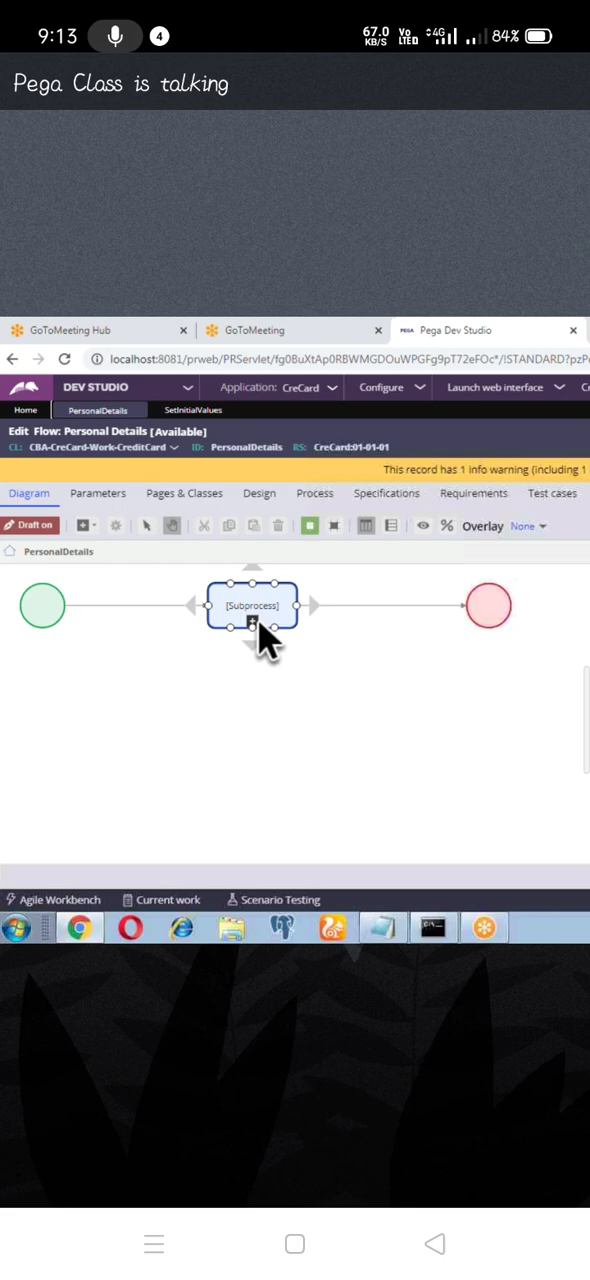 9:13 4 67.0 KB/S Vo LTED 4G 84%
Pega Class is talking
GoToMeeting Hub × GoToMeeting × PEGA Pega Dev Studio ×
localhost:8081/prweb/PRServlet/fg0BuXtAp0RBWMGDOuWPGFg9pT72eFOc*/!STANDARD?pzP
DEV STUDIO Application: CreCard Configure Launch web interface Cr
Home PersonalDetails SetInitialValues
Edit Flow: Personal Details [Available]
CL: CBA-CreCard-Work-CreditCard ID: PersonalDetails RS: CreCard:01-01-01
This record has 1 info warning (including 1
Diagram Parameters Pages & Classes Design Process Specifications Requirements Test cases
Draft on % Overlay None
PersonalDetails
[Subprocess]
Agile Workbench Current work Scenario Testing